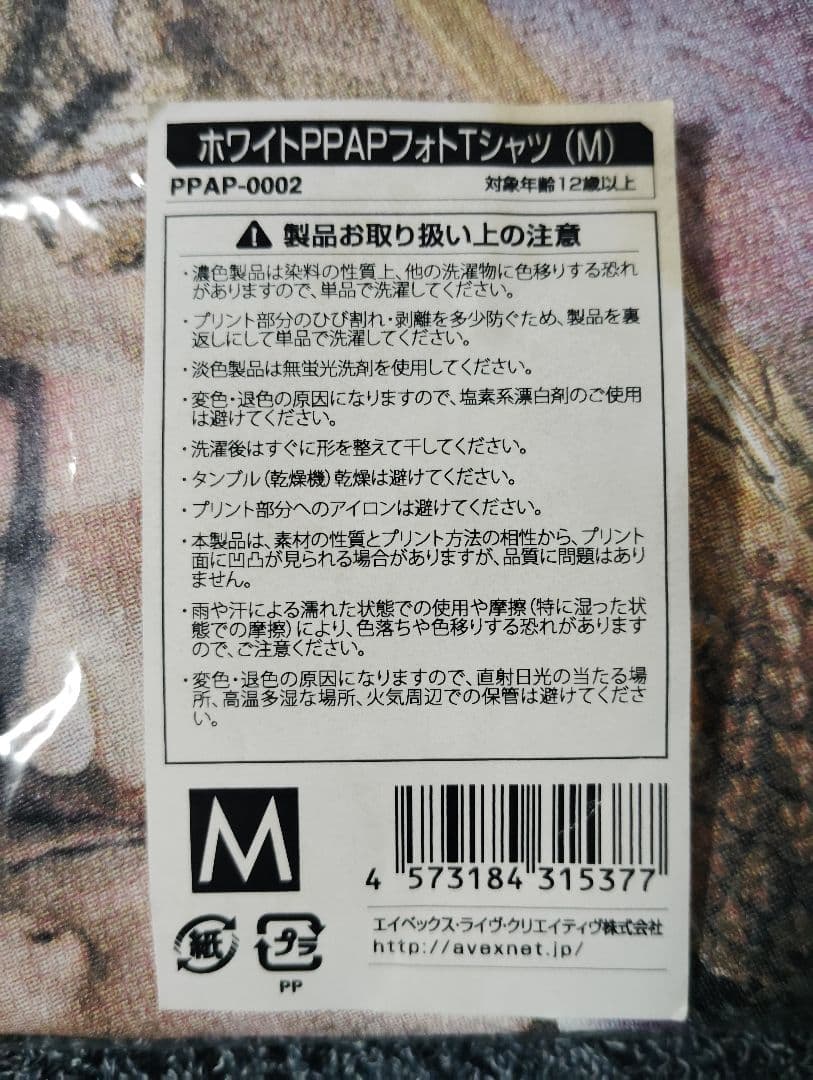 ホワイトPPAPフォトTシャツ（M）
PPAP-0002 対象年齢12歳以上
製品お取り扱い上の注意
・濃色製品は染料の性質上、他の洗濯物に色移りする恐れ
がありますので、単品で洗濯してください。
・プリント部分のひび割れ・剥離を多少防ぐため、製品を裏
返しにして単品で洗濯してください。
・淡色製品は無蛍光洗剤を使用してください。
・変色・退色の原因になりますので、塩素系漂白剤のご使用
は避けてください。
・洗濯後はすぐに形を整えて干してください。
・タンブル（乾燥機）乾燥は避けてください。
・プリント部分へのアイロンは避けてください。
・本製品は、素材の性質とプリント方法の相性から、プリント
面に凹凸が見られる場合がありますが、品質に問題はあり
ません。
・雨や汗による濡れた状態での使用や摩擦（特に湿った状
態での摩擦）により、色落ちや色移りする恐れがあります
ので、ご注意ください。
・変色・退色の原因になりますので、直射日光の当たる場
所、高温多湿な場所、火気周辺での保管は避けてくださ
い。
M
4 573184 315377
紙 プラ
PP
エイベックス・ライヴ・クリエイティヴ株式会社
http://avexnet.jp/